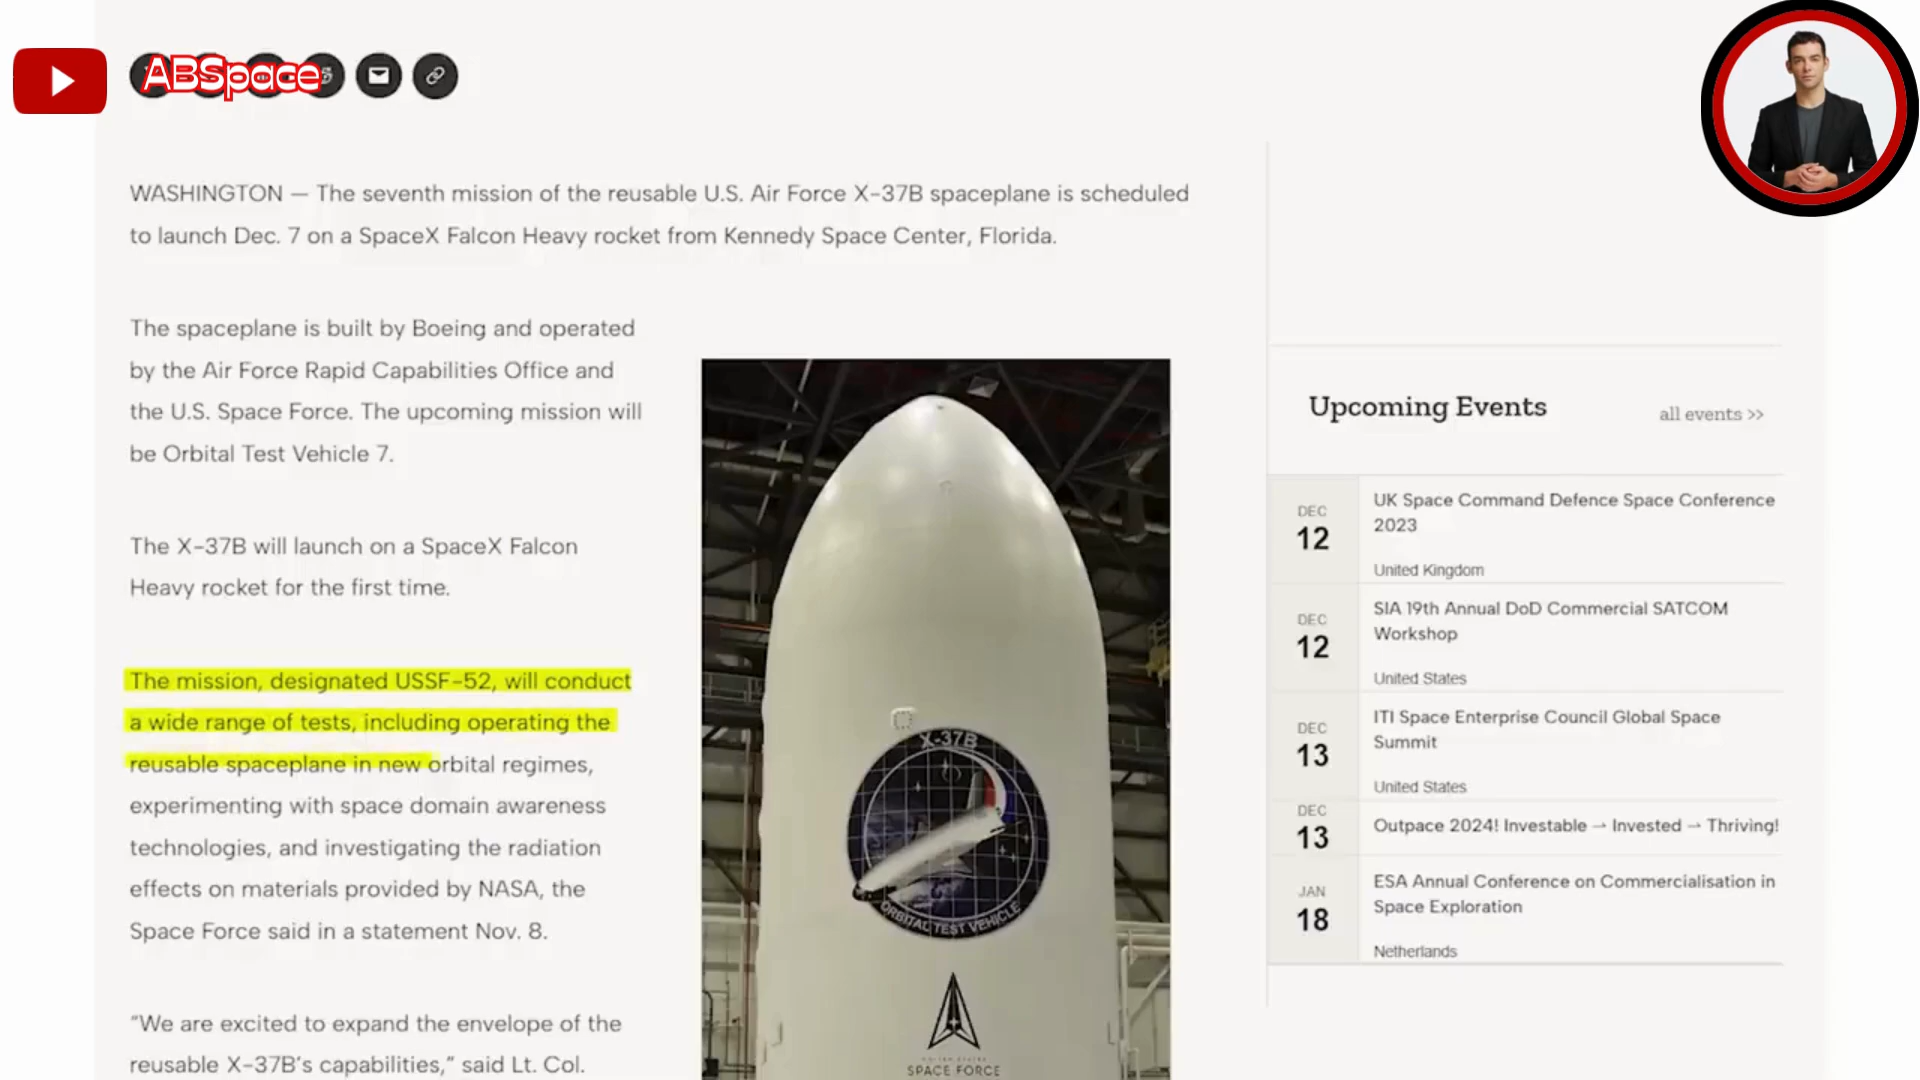 ABSpace
WASHINGTON — The seventh mission of the reusable U.S. Air Force X-37B spaceplane is scheduled
to launch Dec. 7 on a SpaceX Falcon Heavy rocket from Kennedy Space Center, Florida.
The spaceplane is built by Boeing and operated
by the Air Force Rapid Capabilities Office and
the U.S. Space Force. The upcoming mission will
be Orbital Test Vehicle 7.
The X-37B will launch on a SpaceX Falcon
Heavy rocket for the first time.
The mission, designated USSF-52, will conduct
a wide range of tests, including operating the
reusable spaceplane in new orbital regimes,
experimenting with space domain awareness
technologies, and investigating the radiation
effects on materials provided by NASA, the
Space Force said in a statement Nov. 8.
“We are excited to expand the envelope of the
reusable X-37B’s capabilities,” said Lt. Col.
X-37B
ORBITAL TEST VEHICLE
UNITED STATES
SPACE FORCE
Upcoming Events
all events >>
DEC
12
UK Space Command Defence Space Conference
2023
United Kingdom
DEC
12
SIA 19th Annual DoD Commercial SATCOM
Workshop
United States
DEC
13
ITI Space Enterprise Council Global Space
Summit
United States
DEC
13
Outpace 2024! Investable → Invested → Thriving!
JAN
18
ESA Annual Conference on Commercialisation in
Space Exploration
Netherlands